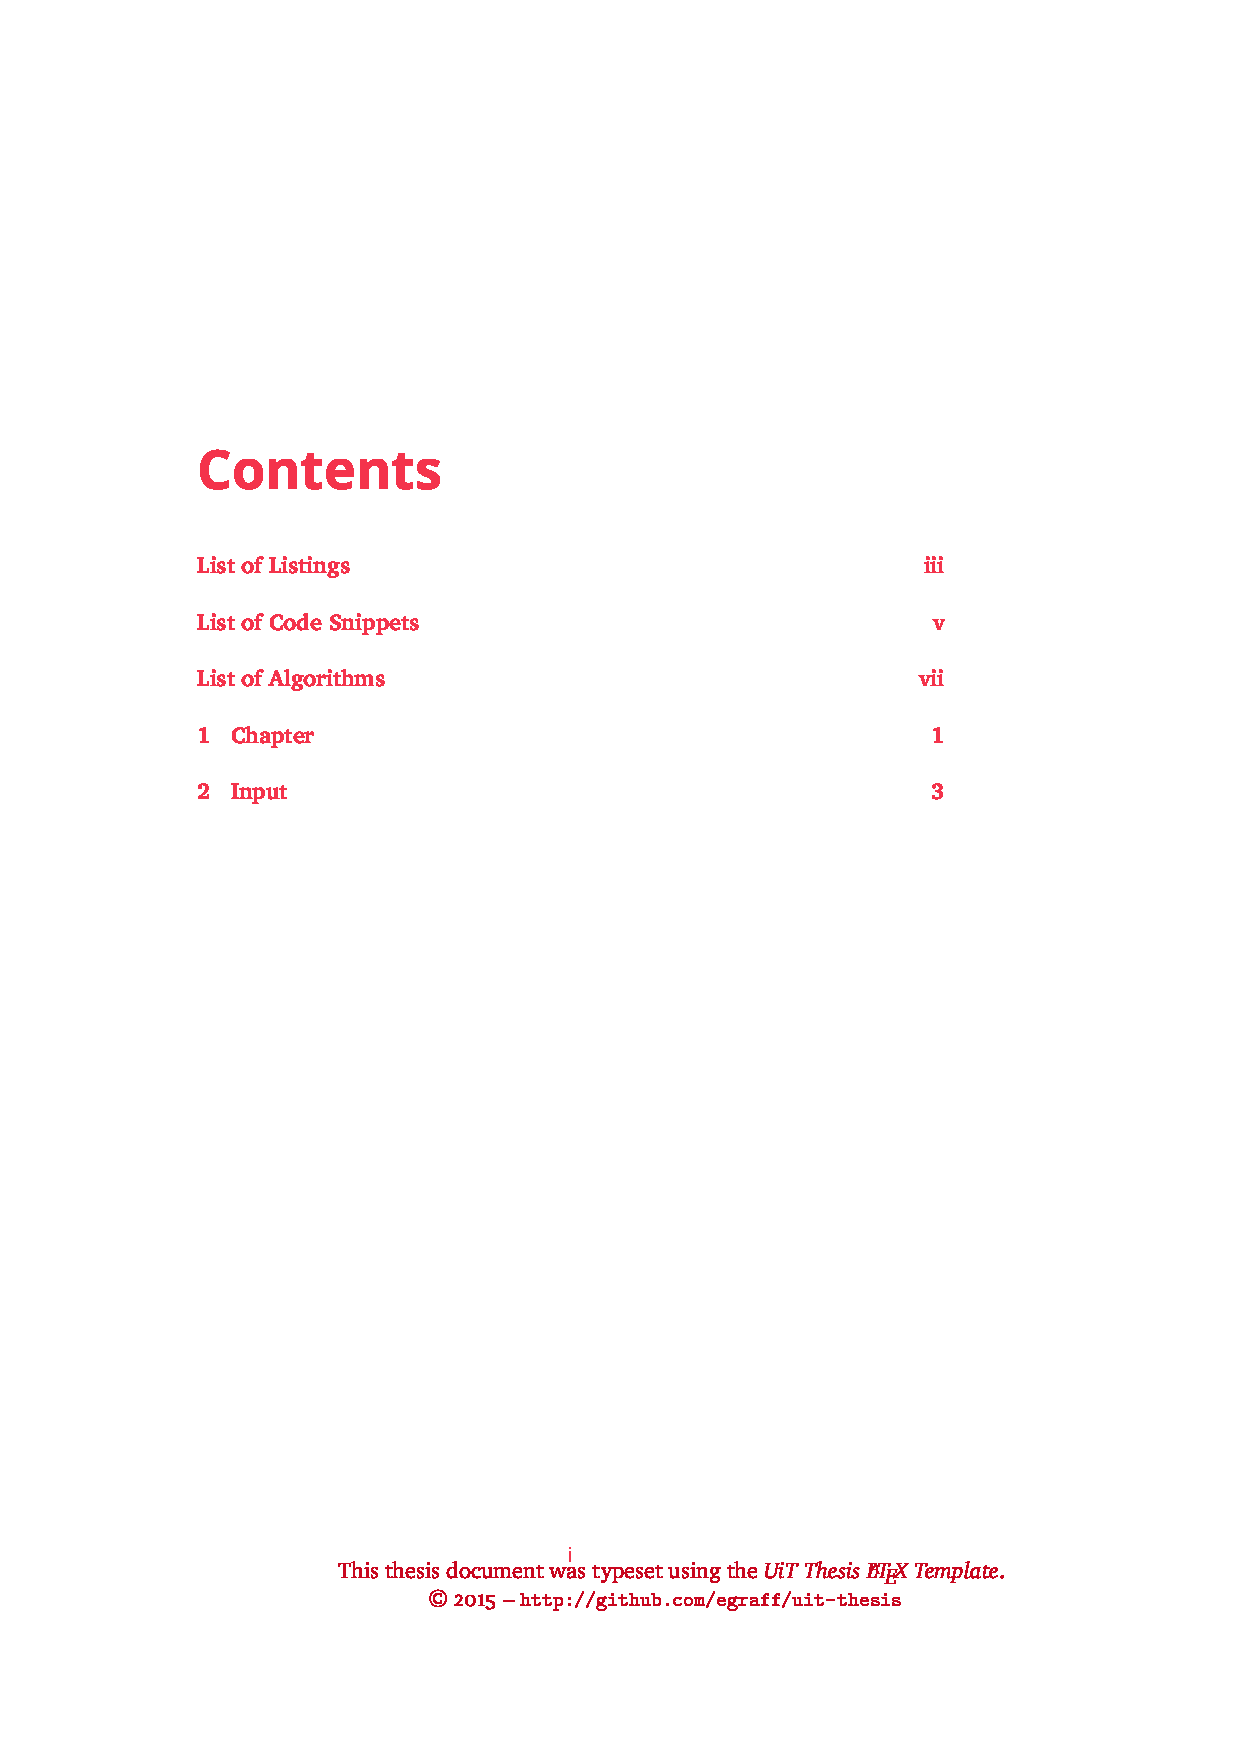 Contents
List of Listings iii
List of Code Snippets v
List of Algorithms vii
1 Chapter 1
2 Input 3
i
This thesis document was typeset using the UiT Thesis LATEX Template.
© 2015 – http://github.com/egraff/uit-thesis